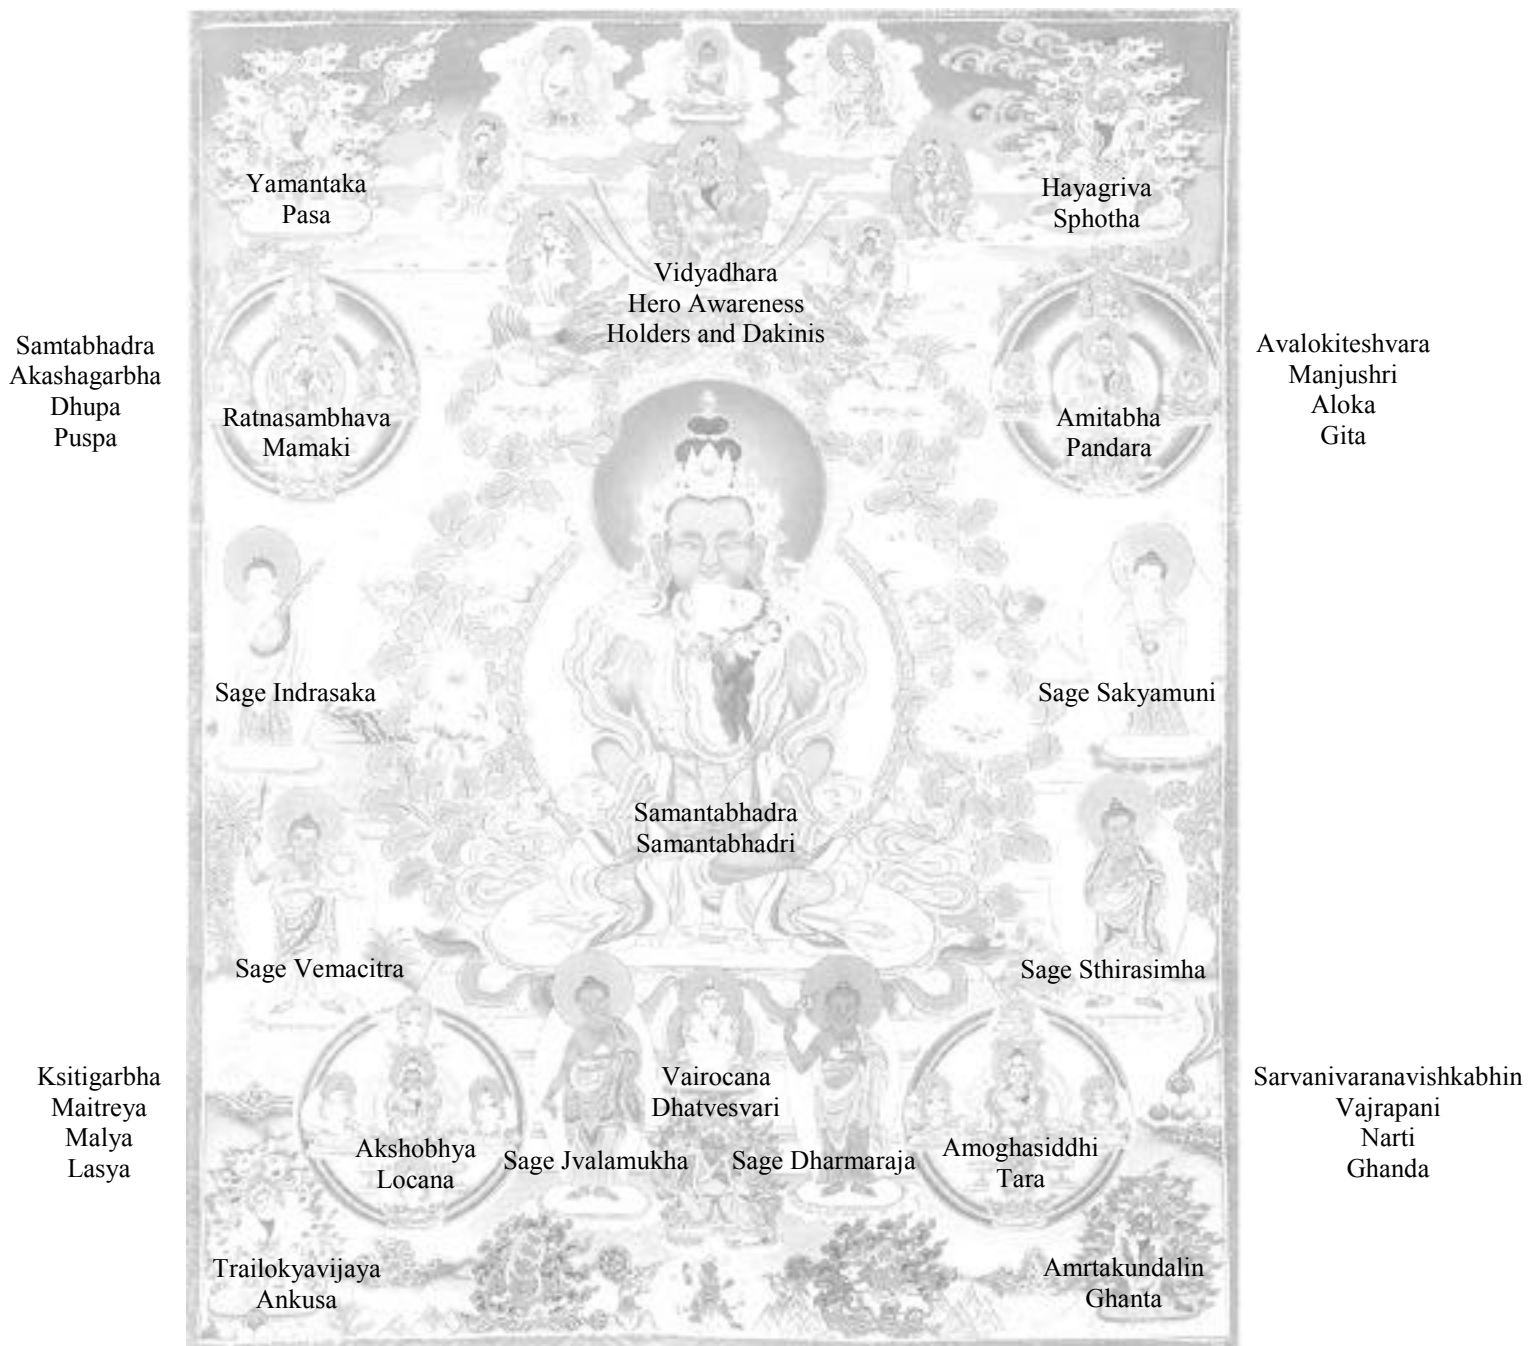 Yamantaka
Pasa
Hayagriva
Sphotha
Vidyadhara
Hero Awareness
Holders and Dakinis
Samtabhadra
Akashagarbha
Dhupa
Puspa
Ratnasambhava
Mamaki
Amitabha
Pandara
Avalokiteshvara
Manjushri
Aloka
Gita
Sage Indrasaka
Sage Sakyamuni
Samantabhadra
Samantabhadri
Sage Vemacitra
Sage Sthirasimha
Ksitigarbha
Maitreya
Malya
Lasya
Akshobhya
Locana
Sage Jvalamukha
Vairocana
Dhatvesvari
Sage Dharmaraja
Amoghasiddhi
Tara
Sarvanivaranavishkabhin
Vajrapani
Narti
Ghanda
Trailokyavijaya
Ankusa
Amrtakundalin
Ghanta